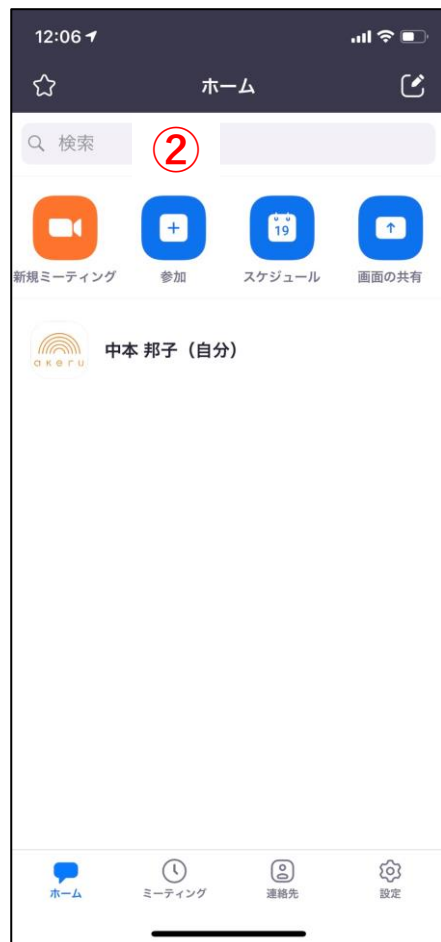 12:06
ホーム
検索
②
19
新規ミーティング 参加 スケジュール 画面の共有
akeru
中本 邦子（自分）
ホーム ミーティング 連絡先 設定